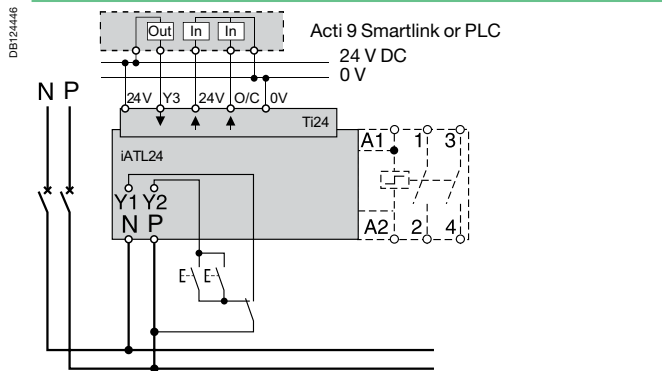 DB124446
Out In In Acti 9 Smartlink or PLC
24 V DC
0 V
N P
24V Y3 24V O/C 0V
Ti24
A1 1 3
iATL24
Y1 Y2
N P
A2 2 4
E E